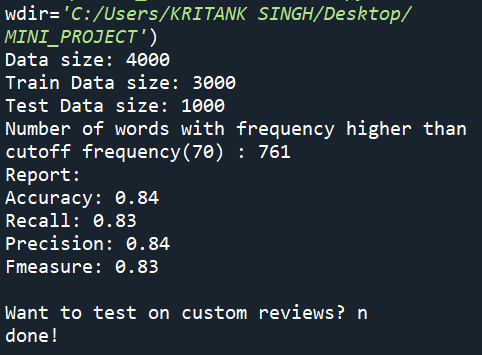 wdir='C:/Users/KRITANK SINGH/Desktop/
MINI_PROJECT')
Data size: 4000
Train Data size: 3000
Test Data size: 1000
Number of words with frequency higher than
cutoff frequency(70) : 761
Report:
Accuracy: 0.84
Recall: 0.83
Precision: 0.84
Fmeasure: 0.83
Want to test on custom reviews? n
done!